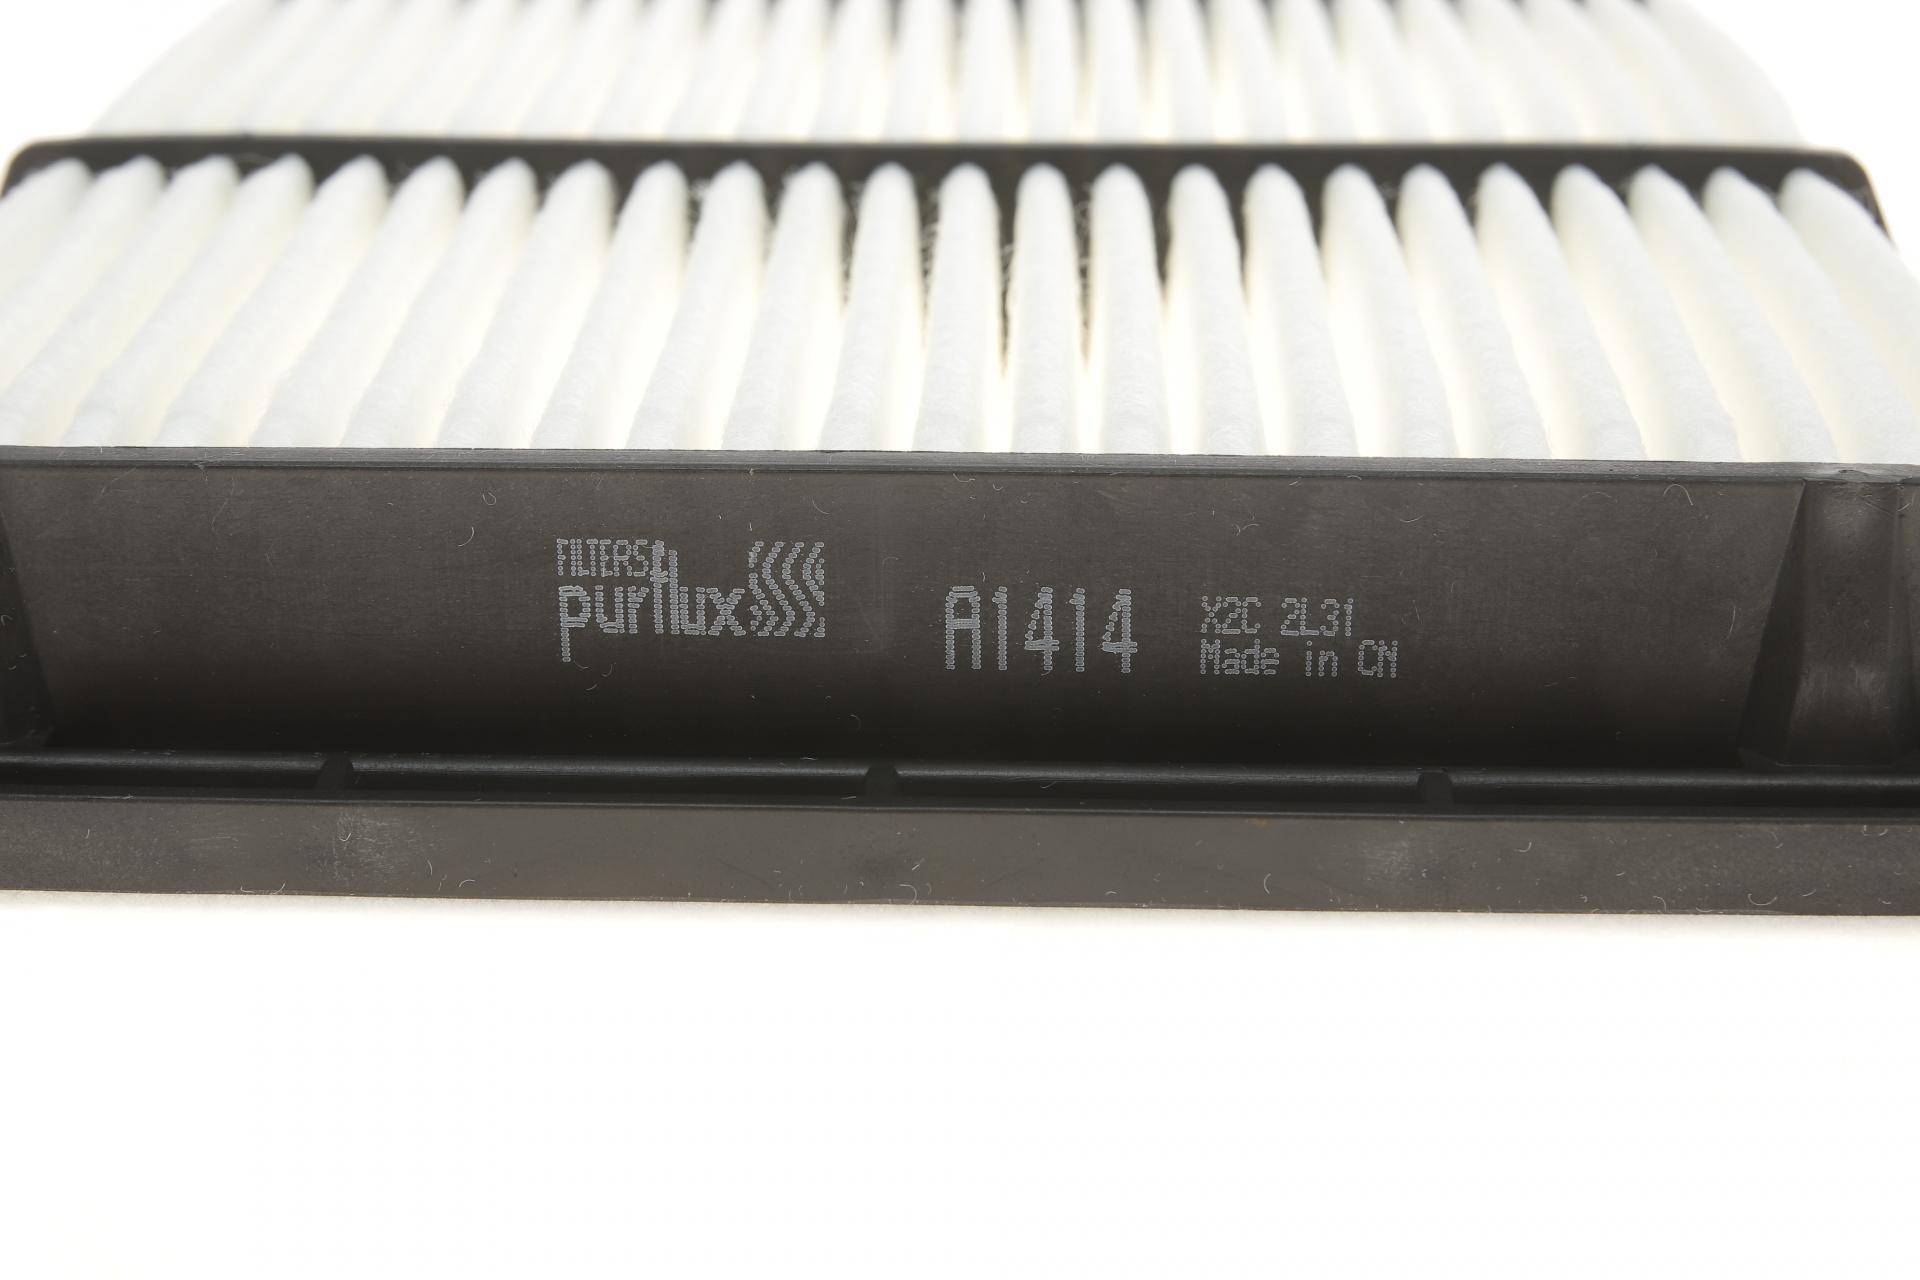 FILTERS
purflux
A1414
X2C 2L31
Made in CN